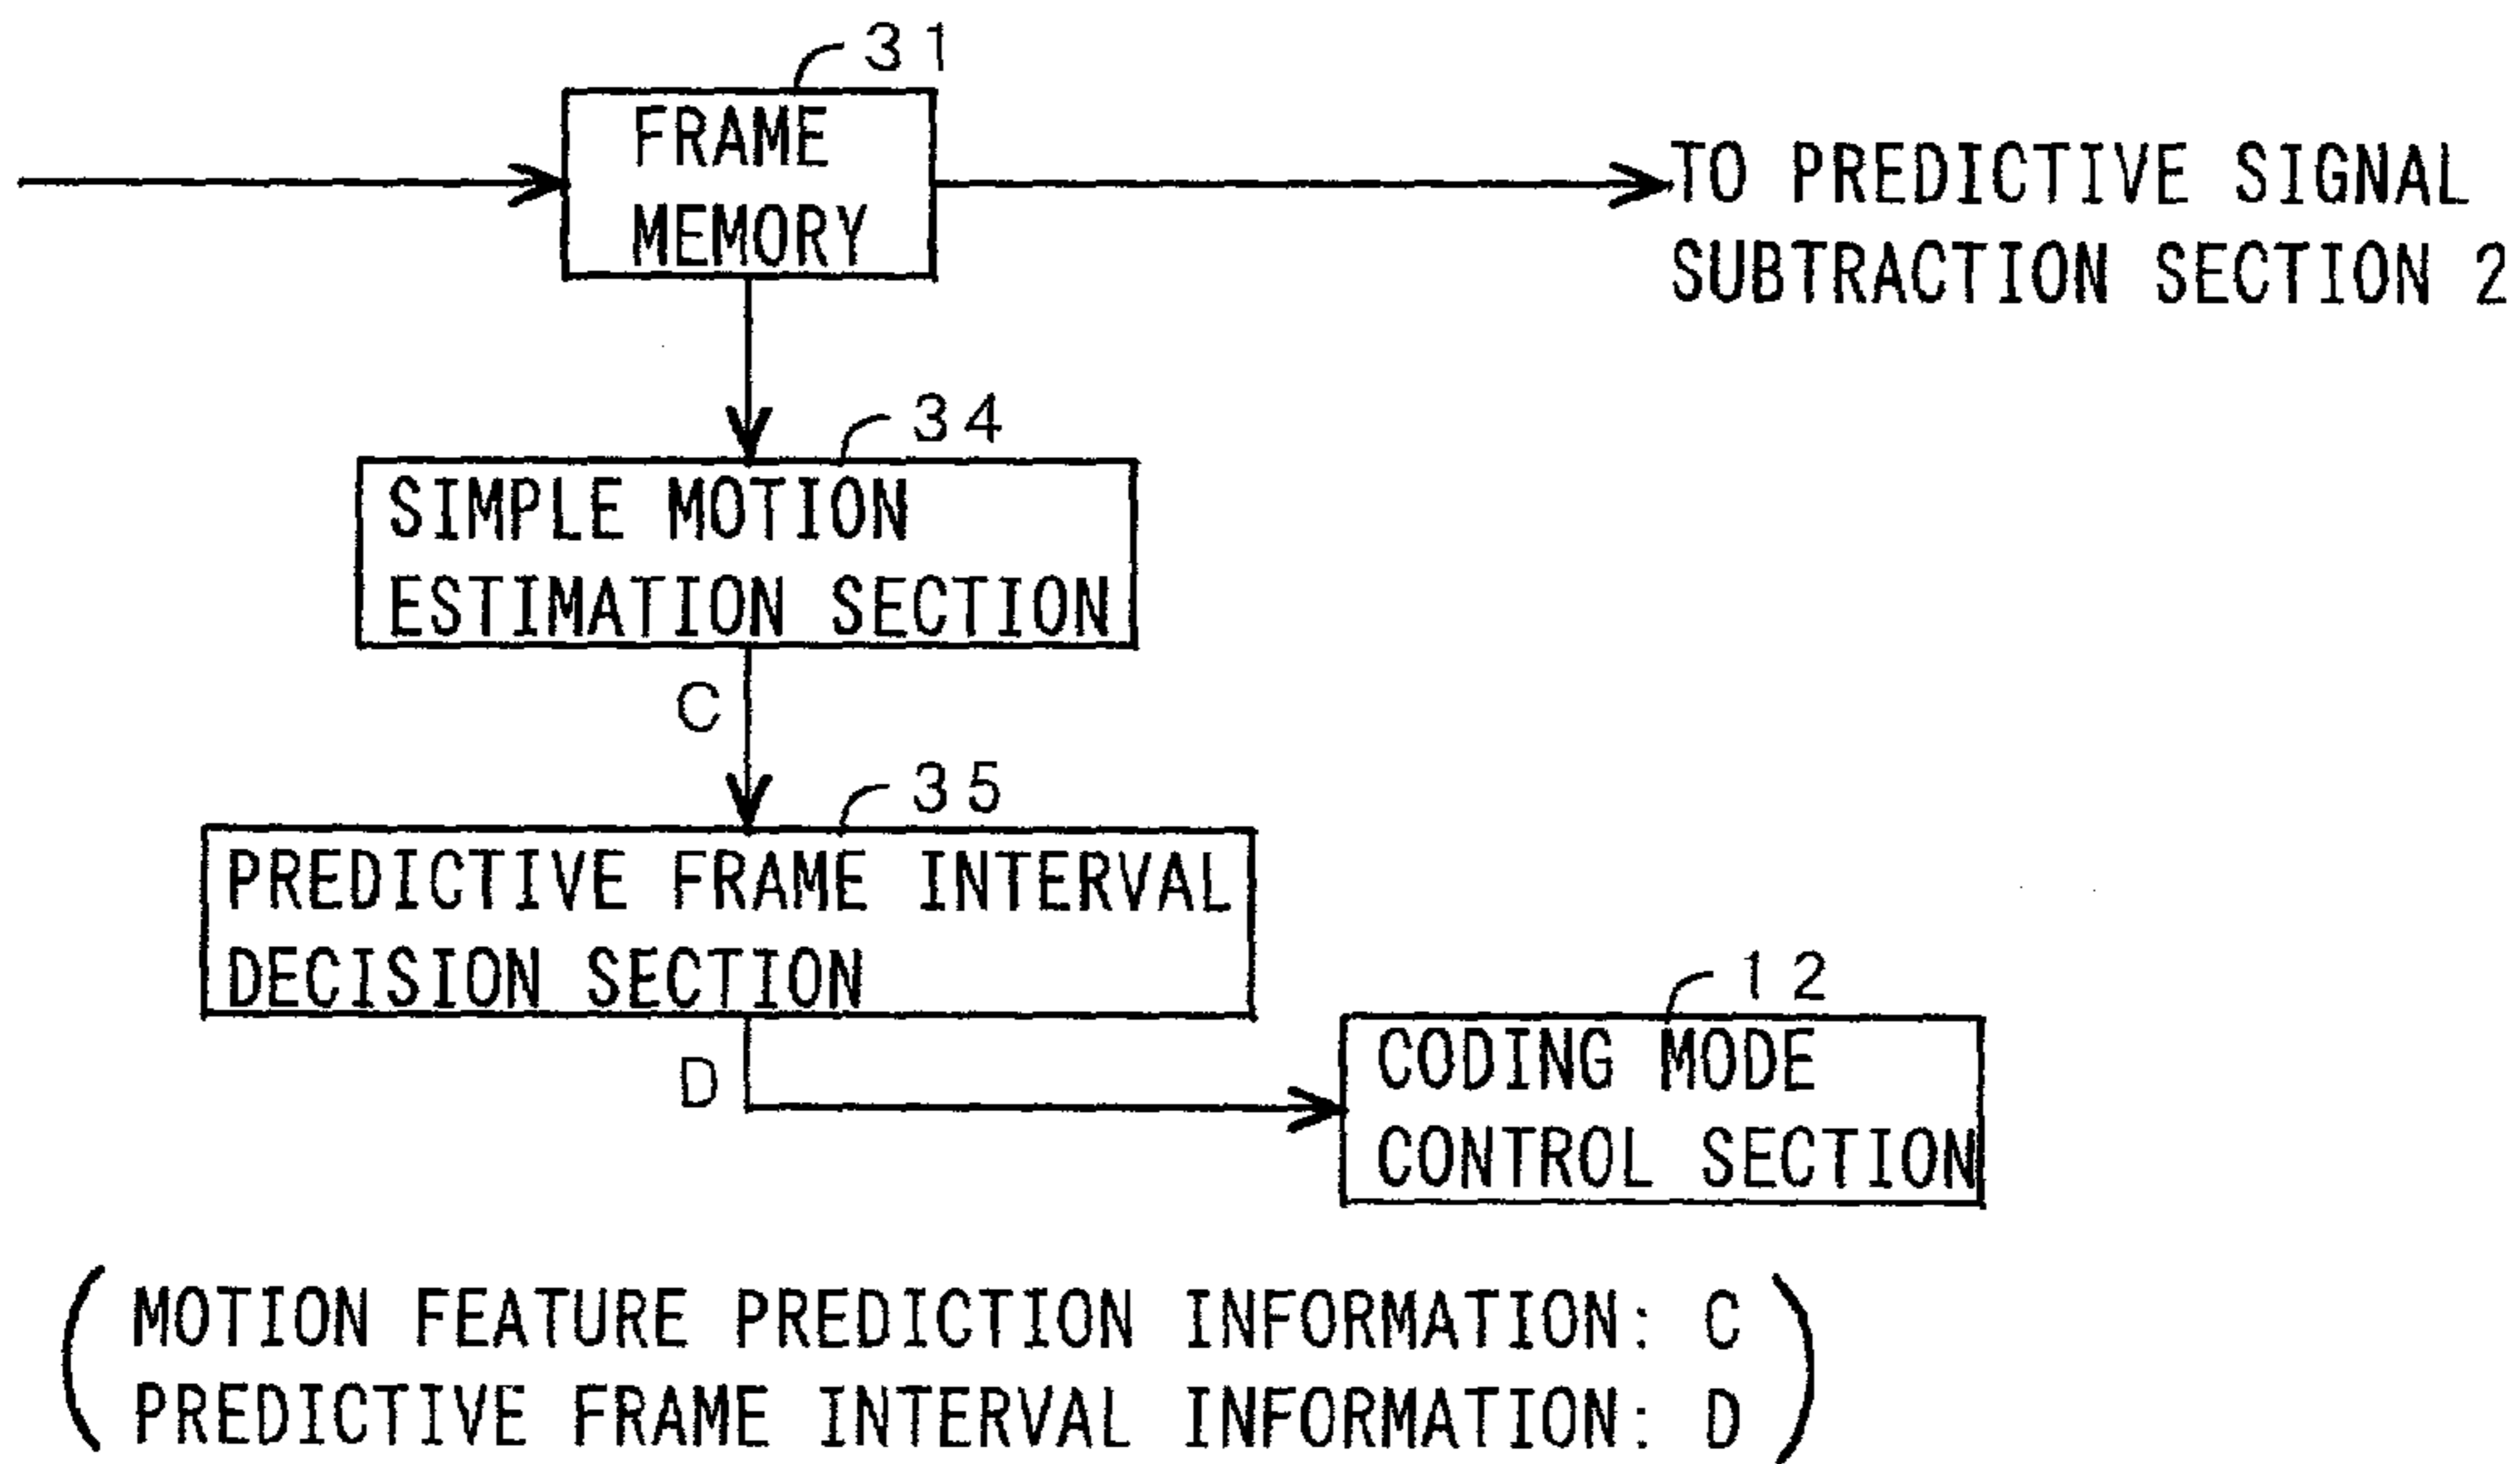 31
FRAME
MEMORY
TO PREDICTIVE SIGNAL
SUBTRACTION SECTION 2
34
SIMPLE MOTION
ESTIMATION SECTION
C
35
PREDICTIVE FRAME INTERVAL
DECISION SECTION
D
12
CODING MODE
CONTROL SECTION
MOTION FEATURE PREDICTION INFORMATION: C
PREDICTIVE FRAME INTERVAL INFORMATION: D